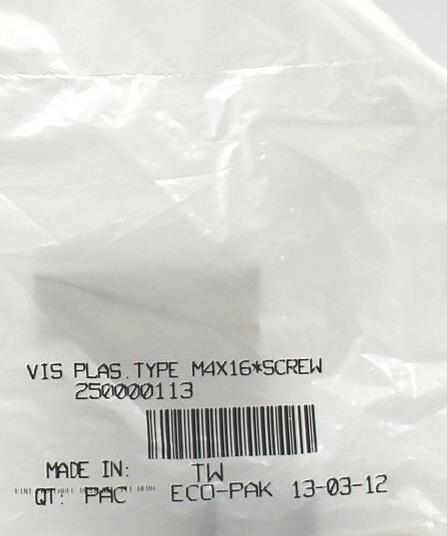 VIS PLAS.TYPE M4X16*SCREW
250000113
MADE IN: TW
QT: PAC ECO-PAK 13-03-12